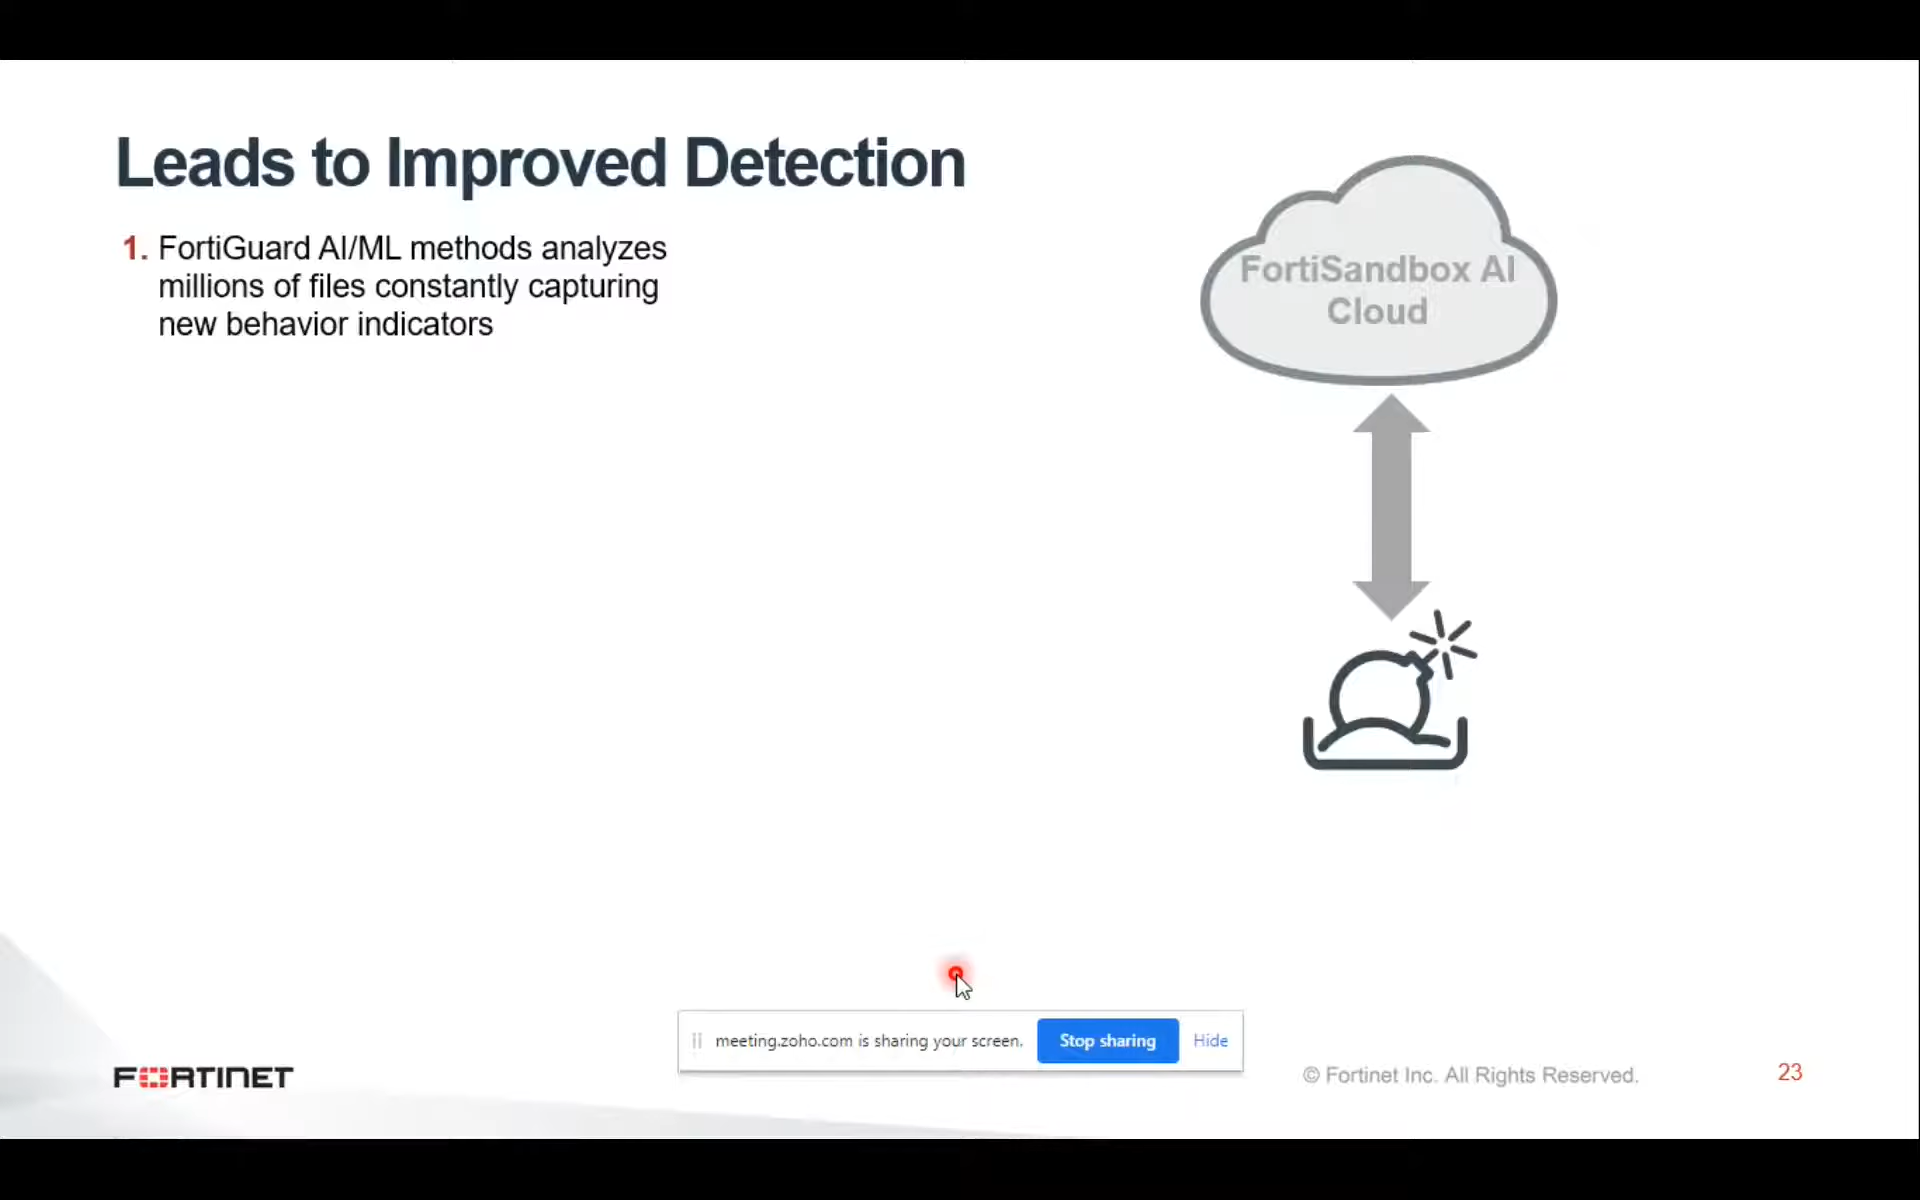 Leads to Improved Detection
1. FortiGuard AI/ML methods analyzes
millions of files constantly capturing
new behavior indicators
FortiSandbox AI
Cloud
meeting.zoho.com is sharing your screen.
Stop sharing
Hide
FORTINET
© Fortinet Inc. All Rights Reserved.
23